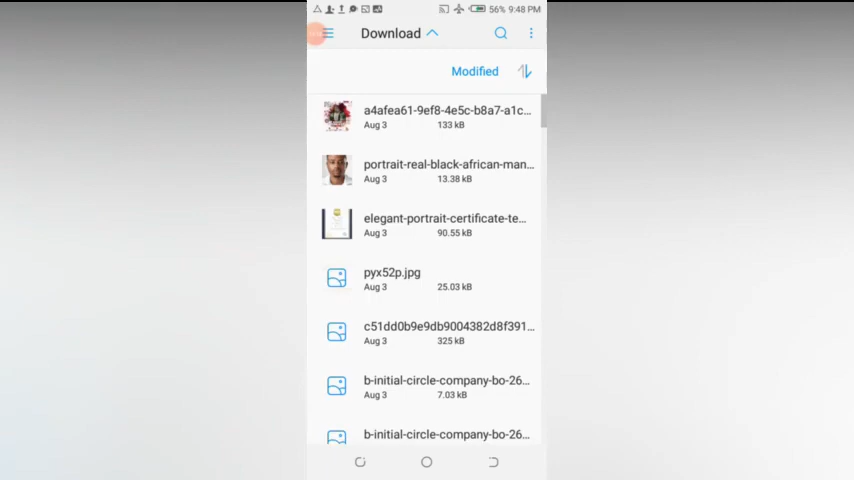 56% 9:48 PM
Download
Modified
a4afea61-9ef8-4e5c-b8a7-a1c...
Aug 3 133 kB
portrait-real-black-african-man...
Aug 3 13.38 kB
elegant-portrait-certificate-te...
Aug 3 90.55 kB
pyx52p.jpg
Aug 3 25.03 kB
c51dd0b9e9db9004382d8f391...
Aug 3 325 kB
b-initial-circle-company-bo-26...
Aug 3 7.03 kB
b-initial-circle-company-bo-26...